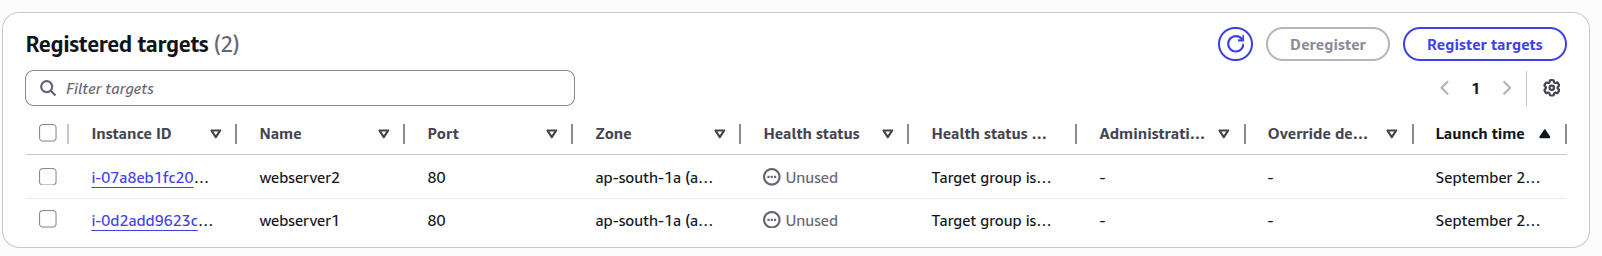 Registered targets (2)
Deregister
Register targets
Filter targets
1
Instance ID Name Port Zone Health status Health status ... Administrati... Override de... Launch time
i-07a8eb1fc20... webserver2 80 ap-south-1a (a... Unused Target group is... - - September 2...
i-0d2add9623c... webserver1 80 ap-south-1a (a... Unused Target group is... - - September 2...